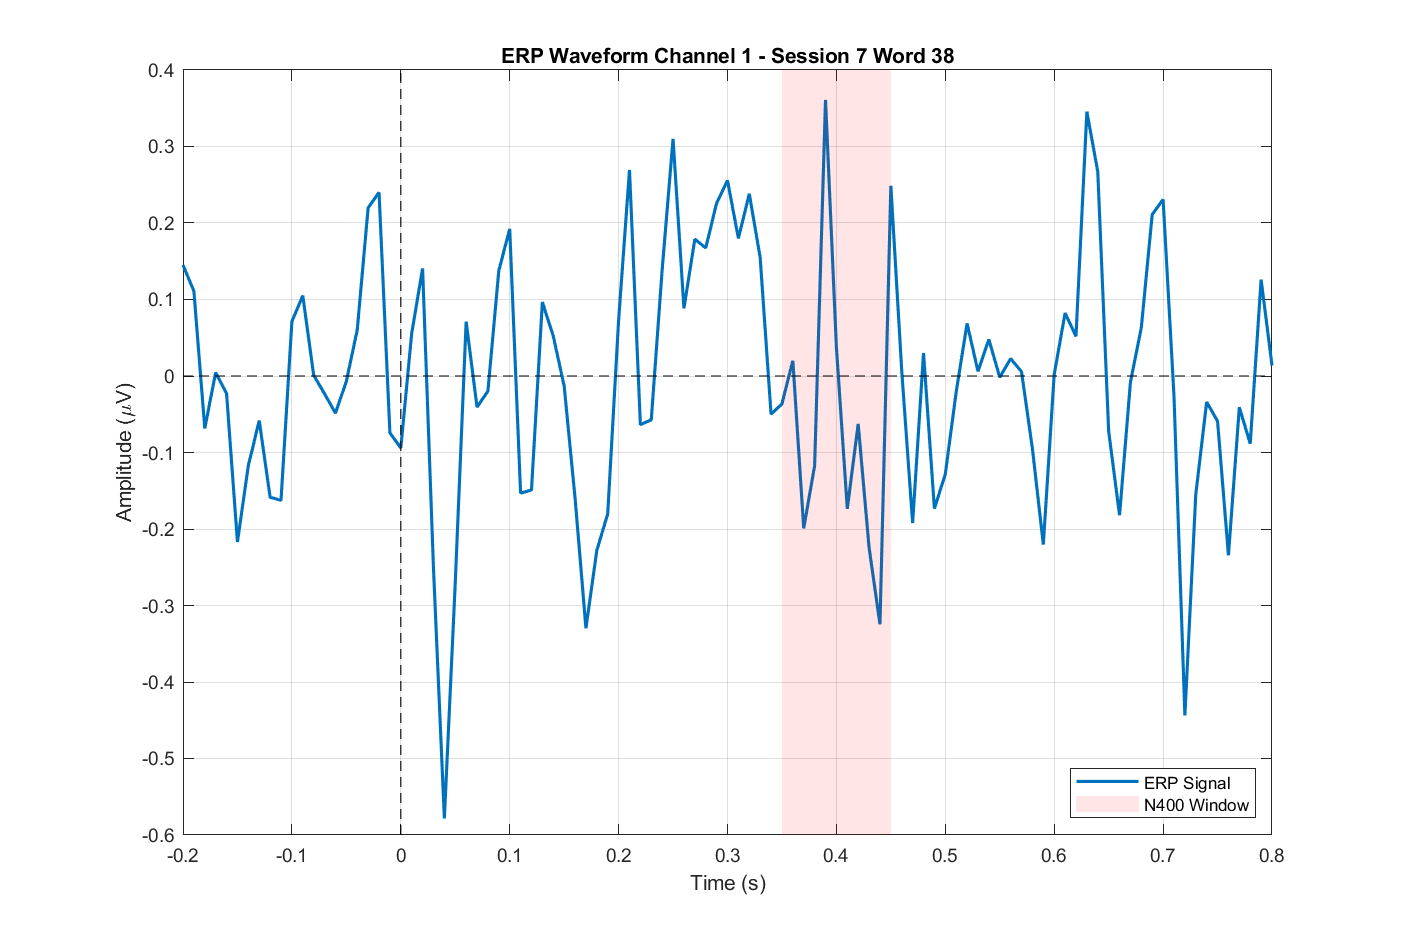 ERP Waveform Channel 1 - Session 7 Word 38
0.4
0.3
0.2
0.1
0
-0.1
-0.2
-0.3
-0.4
-0.5
-0.6
Amplitude (μV)
ERP Signal
N400 Window
-0.2 -0.1 0 0.1 0.2 0.3 0.4 0.5 0.6 0.7 0.8
Time (s)